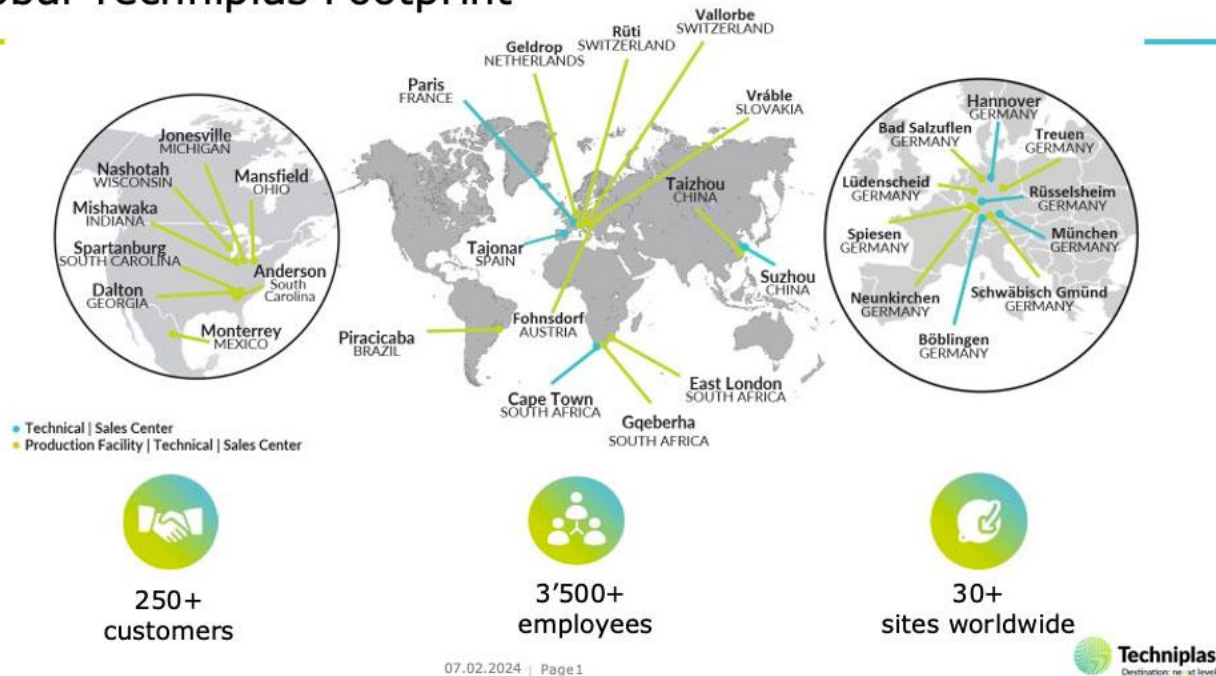 Techniplas Footprint
Jonesville
MICHIGAN
Nashotah
WISCONSIN
Mansfield
OHIO
Mishawaka
INDIANA
Spartanburg
SOUTH CAROLINA
Anderson
South
Carolina
Dalton
GEORGIA
Monterrey
MEXICO
Vallorbe
SWITZERLAND
Rüti
SWITZERLAND
Geldrop
NETHERLANDS
Paris
FRANCE
Vráble
SLOVAKIA
Taizhou
CHINA
Tajonar
SPAIN
Suzhou
CHINA
Fohnsdorf
AUSTRIA
Piracicaba
BRAZIL
Cape Town
SOUTH AFRICA
East London
SOUTH AFRICA
Gqeberha
SOUTH AFRICA
Hannover
GERMANY
Bad Salzuflen
GERMANY
Treuen
GERMANY
Lüdenscheid
GERMANY
Rüsselsheim
GERMANY
Spiesen
GERMANY
München
GERMANY
Neunkirchen
GERMANY
Schwäbisch Gmünd
GERMANY
Böblingen
GERMANY
Technical | Sales Center
Production Facility | Technical | Sales Center
250+
customers
3'500+
employees
30+
sites worldwide
07.02.2024 | Page1
Techniplas
Destination: next level